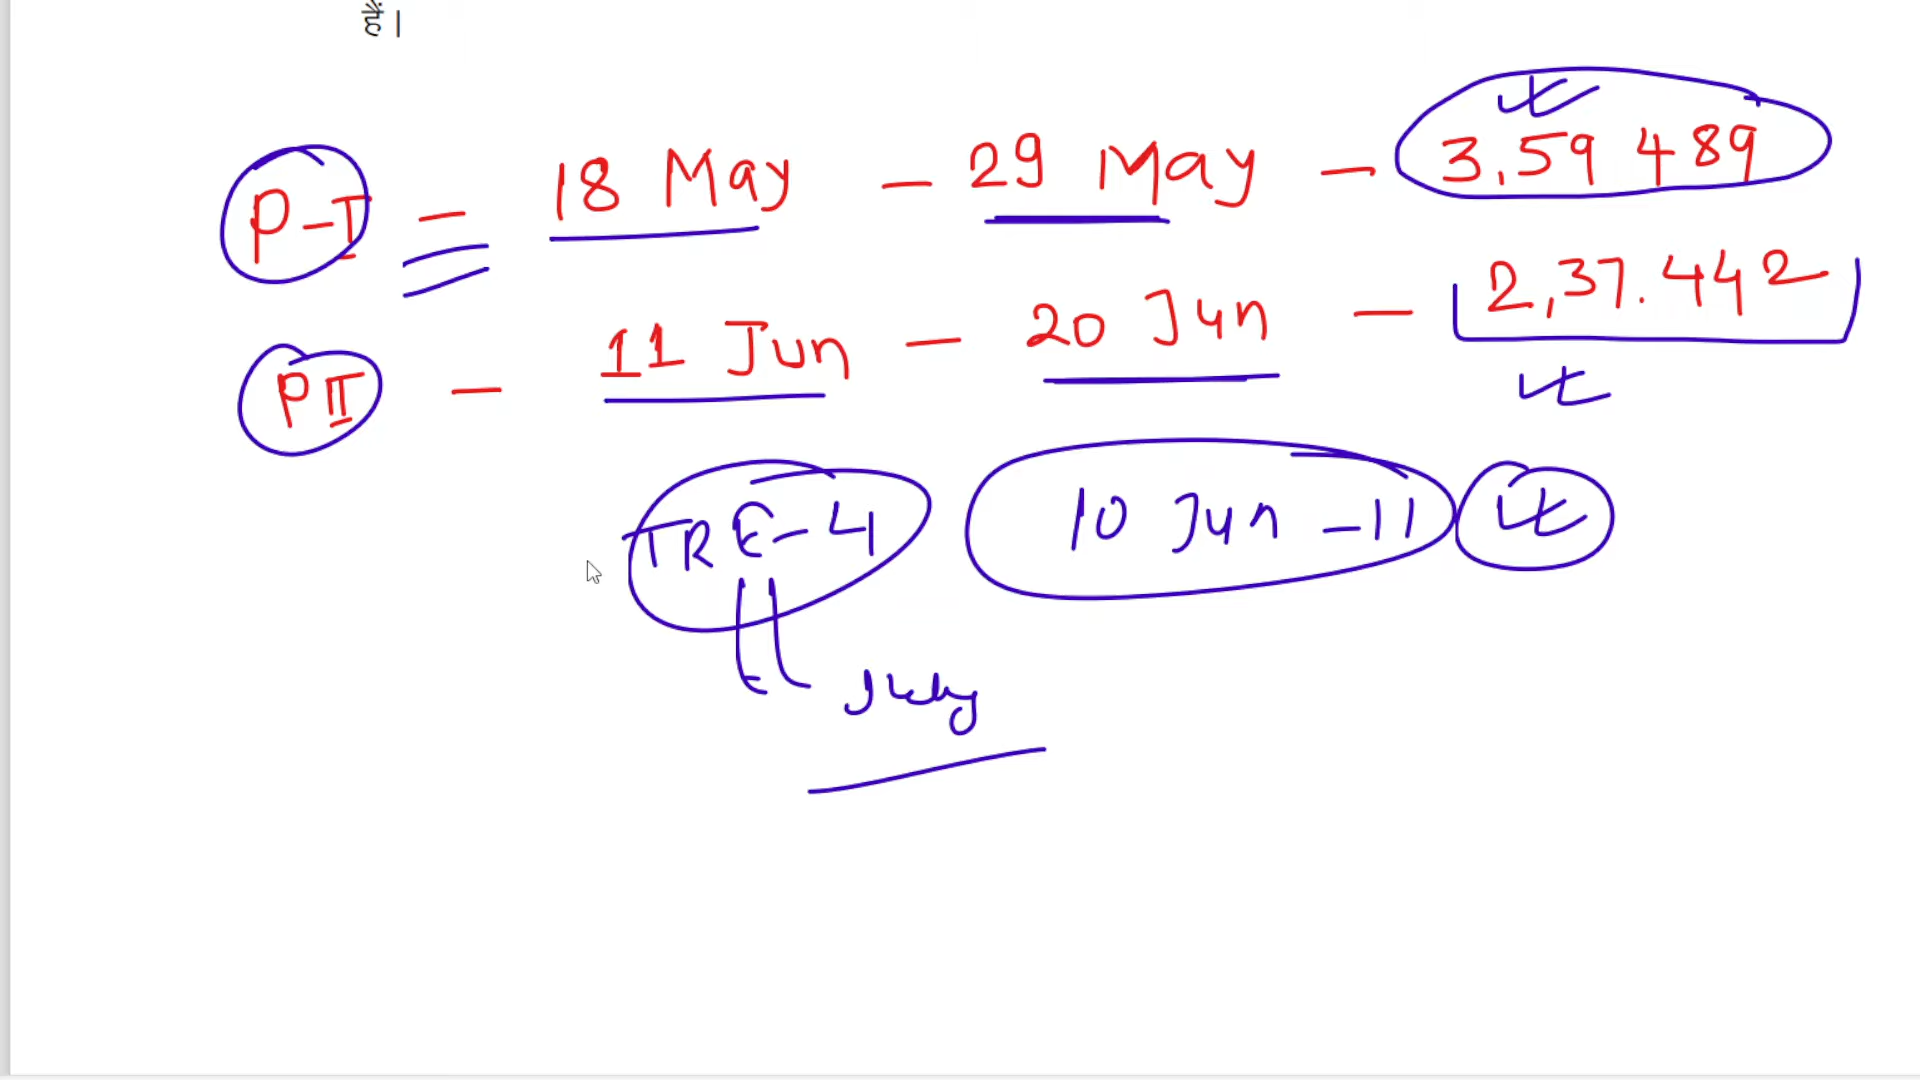 हैं।
P-I = 18 May - 29 May - 3,59 489
PII - 11 Jun - 20 Jun - 2,37.442
TRE-4 10 Jun - 11
July